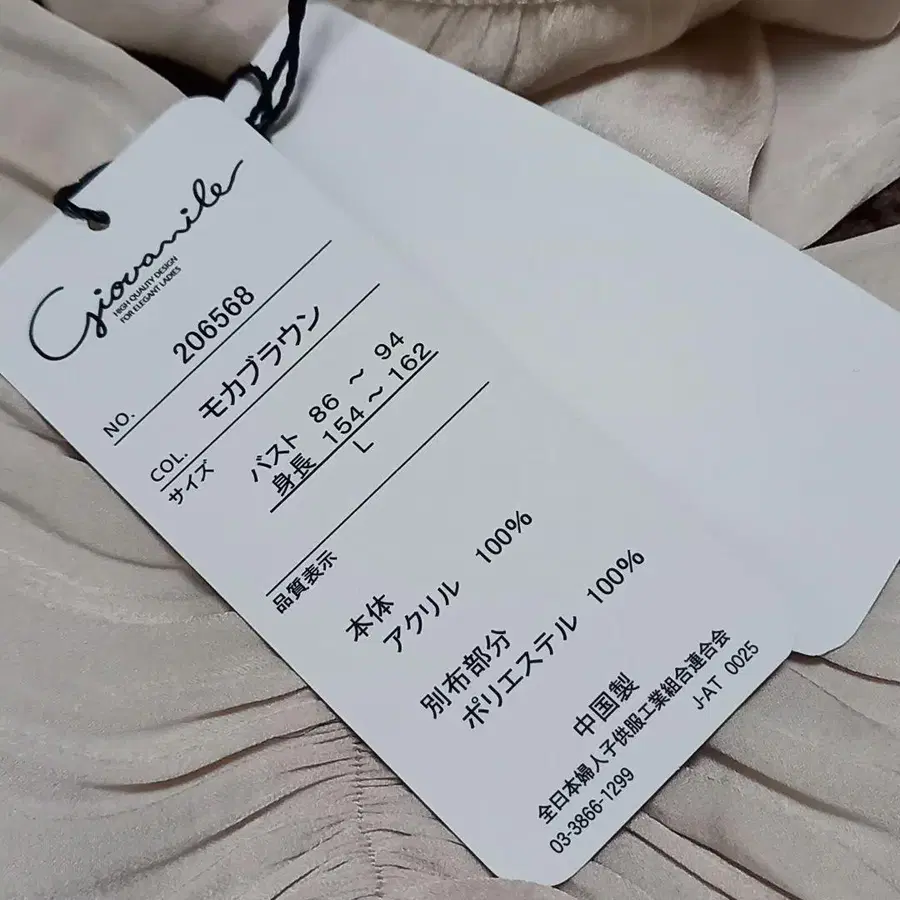 Giovanile
HIGH QUALITY DESIGN
FOR ELEGANT LADIES
NO. 206568
COL. モカブラウン
サイズ バスト 86 ～ 94
身長 154 ～ 162
L
品質表示
本体
アクリル 100%
別布部分
ポリエステル 100%
中国製
全日本婦人子供服工業組合連合会
03-3866-1299 J-AT 0025